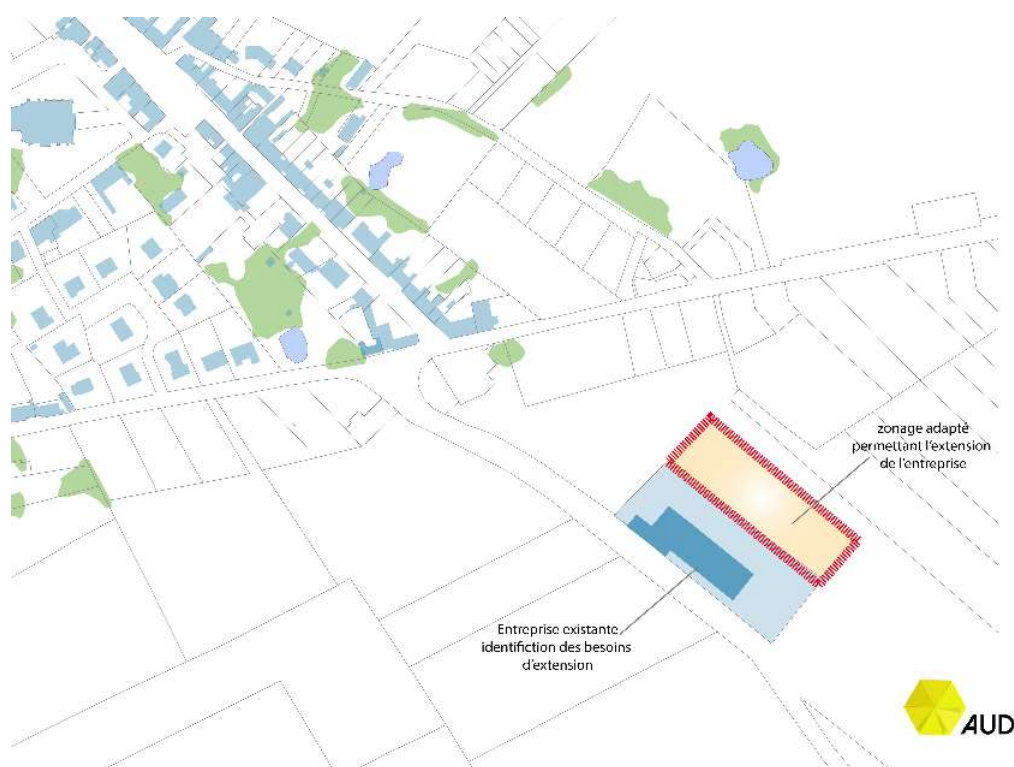 zonage adapté
permettant l'extension
de l'entreprise
Entreprise existante
identifiction des besoins
d'extension
AUD